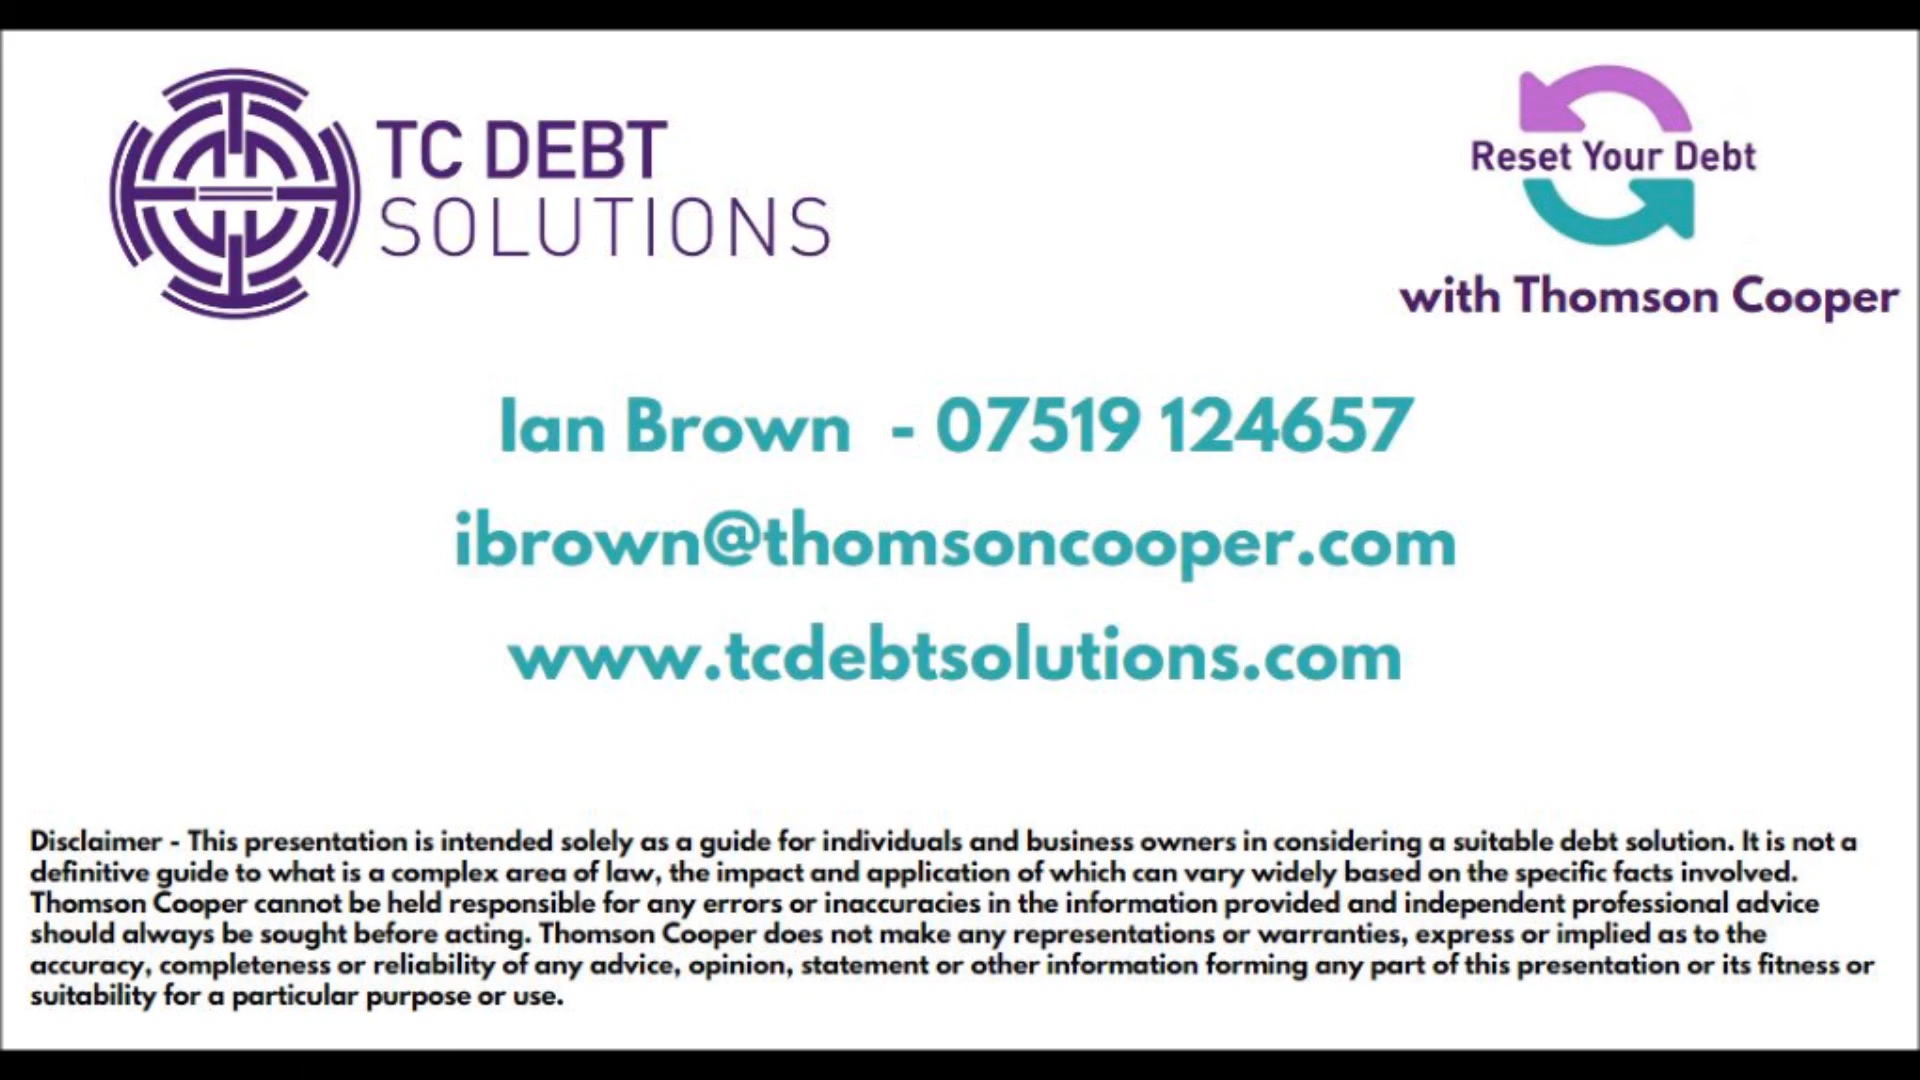 TC DEBT
SOLUTIONS
Reset Your Debt
with Thomson Cooper
Ian Brown - 07519 124657
ibrown@thomsoncooper.com
www.tcdebtsolutions.com
Disclaimer - This presentation is intended solely as a guide for individuals and business owners in considering a suitable debt solution. It is not a
definitive guide to what is a complex area of law, the impact and application of which can vary widely based on the specific facts involved.
Thomson Cooper cannot be held responsible for any errors or inaccuracies in the information provided and independent professional advice
should always be sought before acting. Thomson Cooper does not make any representations or warranties, express or implied as to the
accuracy, completeness or reliability of any advice, opinion, statement or other information forming any part of this presentation or its fitness or
suitability for a particular purpose or use.